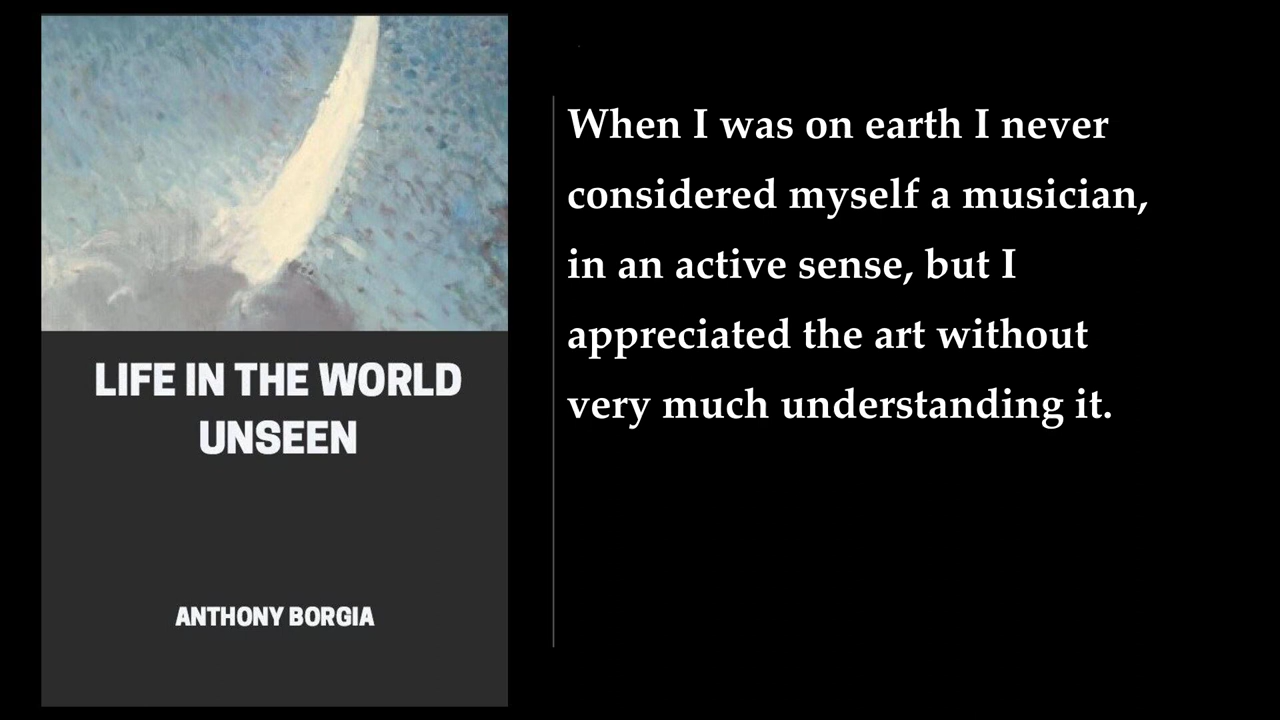 LIFE IN THE WORLD
UNSEEN
ANTHONY BORGIA
When I was on earth I never
considered myself a musician,
in an active sense, but I
appreciated the art without
very much understanding it.